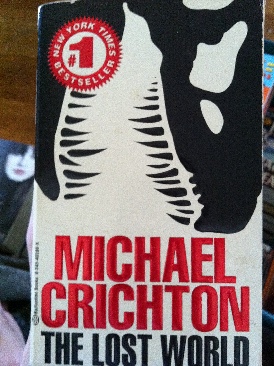 NEW YORK TIMES
#1
BESTSELLER
MICHAEL
CRICHTON
THE LOST WORLD